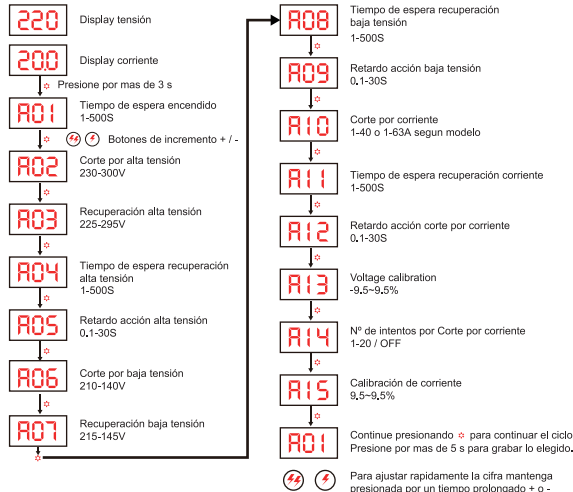 220
Display tensión
20.0
Display corriente
Presione por mas de 3 s
A01
Tiempo de espera encendido
1-500S
Botones de incremento + / -
A02
Corte por alta tensión
230-300V
A03
Recuperación alta tensión
225-295V
A04
Tiempo de espera recuperación
alta tensión
1-500S
A05
Retardo acción alta tensión
0.1-30S
A06
Corte por baja tensión
210-140V
A07
Recuperación baja tensión
215-145V
A08
Tiempo de espera recuperación
baja tensión
1-500S
A09
Retardo acción baja tensión
0.1-30S
A10
Corte por corriente
1-40 o 1-63A segun modelo
A11
Tiempo de espera recuperación corriente
1-500S
A12
Retardo acción corte por corriente
0.1-30S
A13
Voltage calibration
-9.5~9.5%
A14
Nº de intentos por Corte por corriente
1-20 / OFF
A15
Calibración de corriente
9.5~9.5%
A01
Continue presionando para continuar el ciclo
Presione por mas de 5 s para grabar lo elegido.
Para ajustar rapidamente la cifra mantenga
presionada por un tiempo prolongado + o -